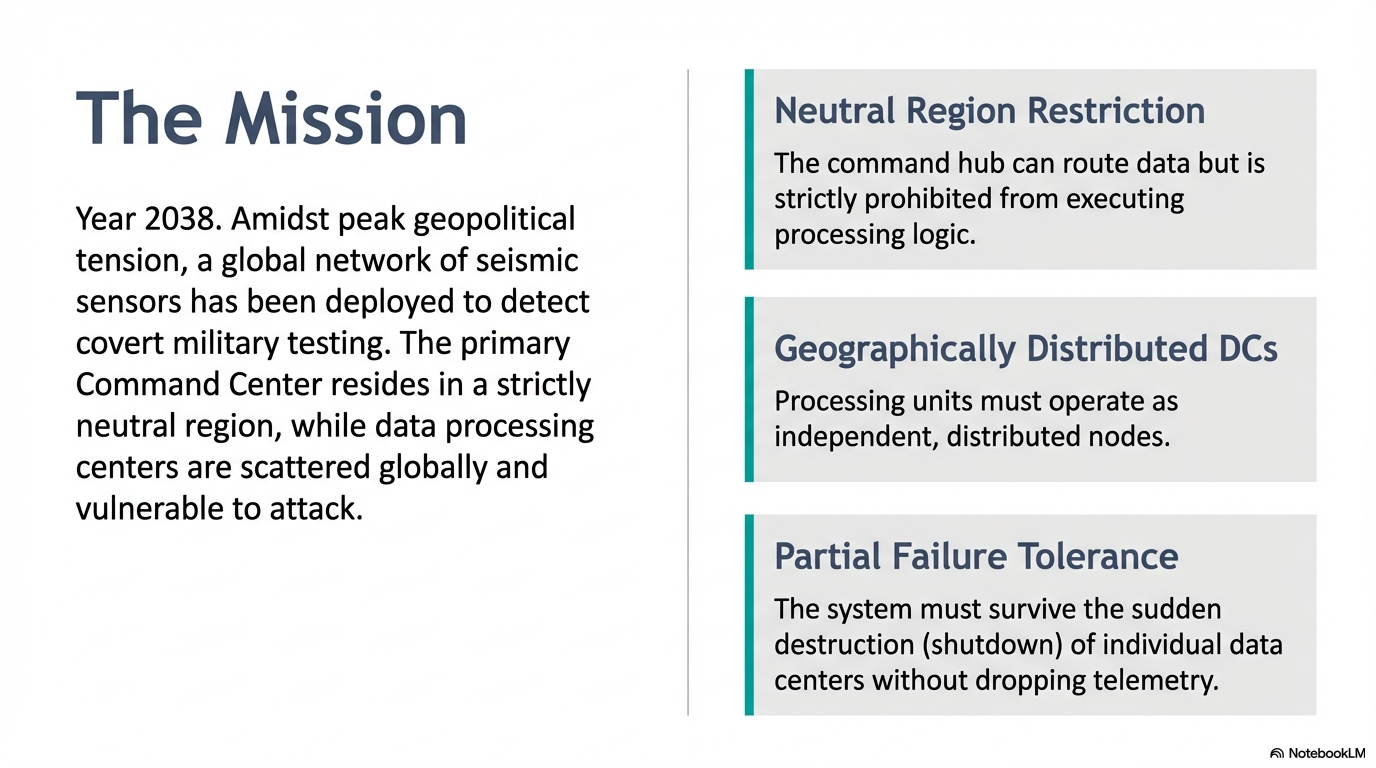 The Mission
Year 2038. Amidst peak geopolitical
tension, a global network of seismic
sensors has been deployed to detect
covert military testing. The primary
Command Center resides in a strictly
neutral region, while data processing
centers are scattered globally and
vulnerable to attack.
Neutral Region Restriction
The command hub can route data but is
strictly prohibited from executing
processing logic.
Geographically Distributed DCs
Processing units must operate as
independent, distributed nodes.
Partial Failure Tolerance
The system must survive the sudden
destruction (shutdown) of individual data
centers without dropping telemetry.
NotebookLM